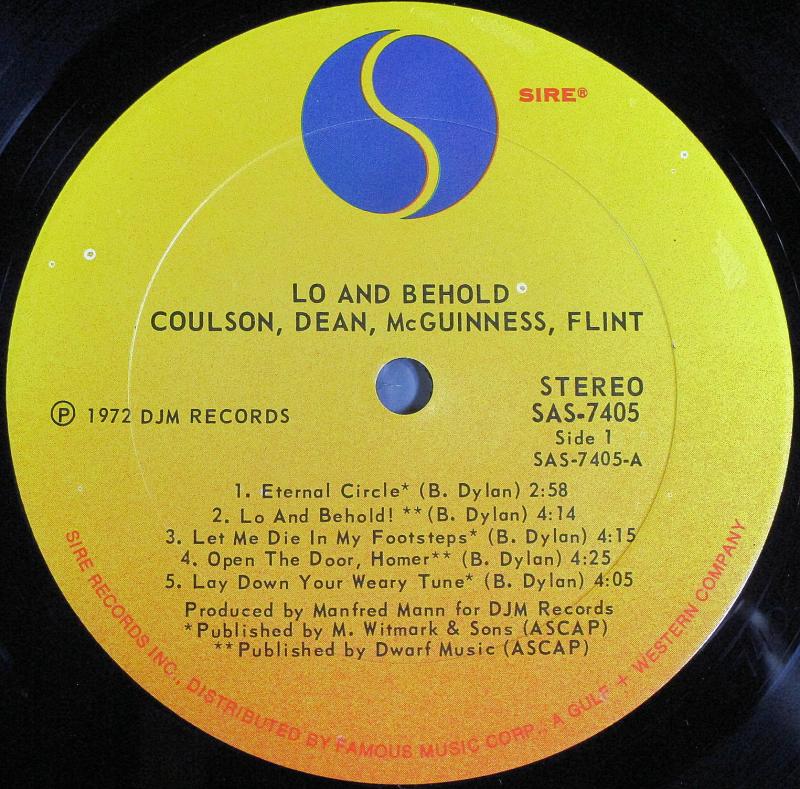 SIRE®
LO AND BEHOLD
COULSON, DEAN, McGUINNESS, FLINT
STEREO
SAS-7405
Ⓟ 1972 DJM RECORDS
Side 1
SAS-7405-A
1. Eternal Circle* (B. Dylan) 2:58
2. Lo And Behold! ** (B. Dylan) 4:14
3. Let Me Die In My Footsteps* (B. Dylan) 4:15
4. Open The Door, Homer** (B. Dylan) 4:25
5. Lay Down Your Weary Tune* (B. Dylan) 4:05
Produced by Manfred Mann for DJM Records
*Published by M. Witmark & Sons (ASCAP)
**Published by Dwarf Music (ASCAP)
SIRE RECORDS INC., DISTRIBUTED BY FAMOUS MUSIC CORP., A GULF + WESTERN COMPANY